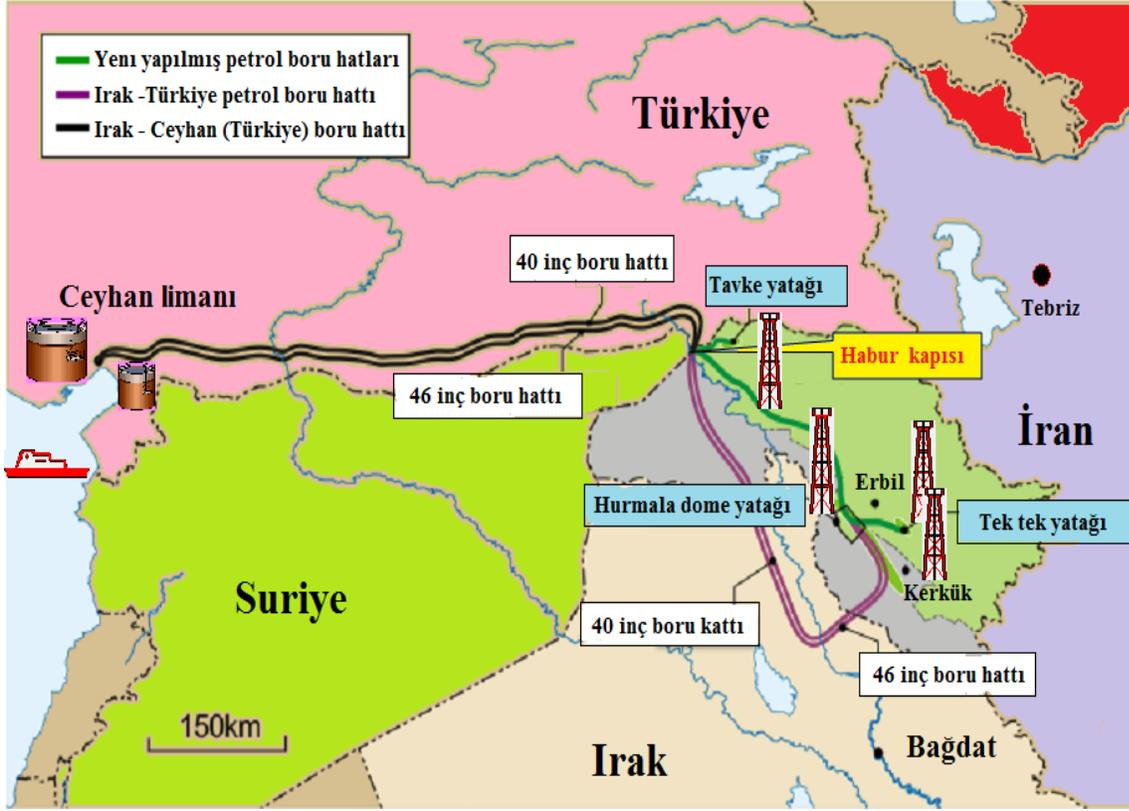 Yenı yapılmış petrol boru hatları
Irak -Türkiye petrol boru hattı
Irak - Ceyhan (Türkiye) boru hattı
Türkiye
40 inç boru hattı
Tavke yatağı
Ceyhan limanı
Tebriz
Habur kapısı
46 inç boru hattı
İran
Erbil
Hurmala dome yatağı
Tek tek yatağı
Suriye
Kerkük
40 inç boru kattı
46 inç boru hattı
150km
Irak
Bağdat